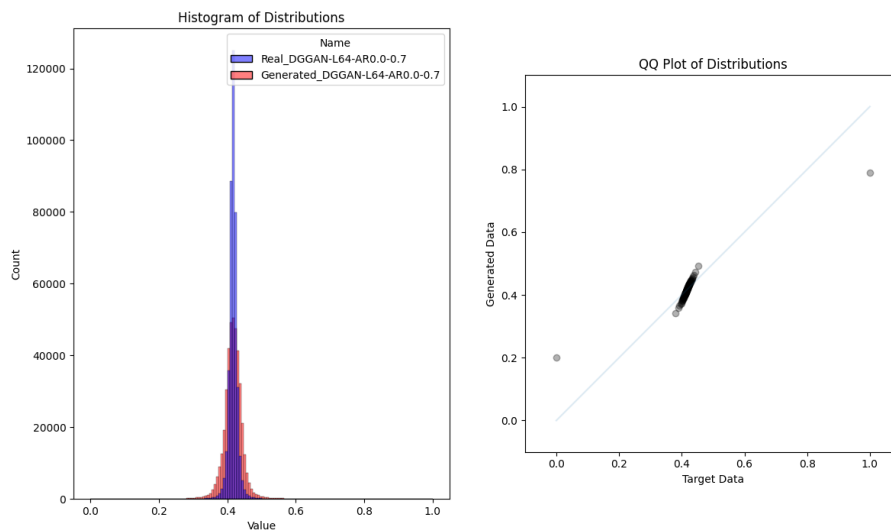 Histogram of Distributions
Name
Real_DGGAN-L64-AR0.0-0.7
Generated_DGGAN-L64-AR0.0-0.7
120000
100000
80000
60000
40000
20000
0
0.0 0.2 0.4 0.6 0.8 1.0
Value
Count
QQ Plot of Distributions
1.0
0.8
0.6
0.4
0.2
0.0
0.0 0.2 0.4 0.6 0.8 1.0
Target Data
Generated Data